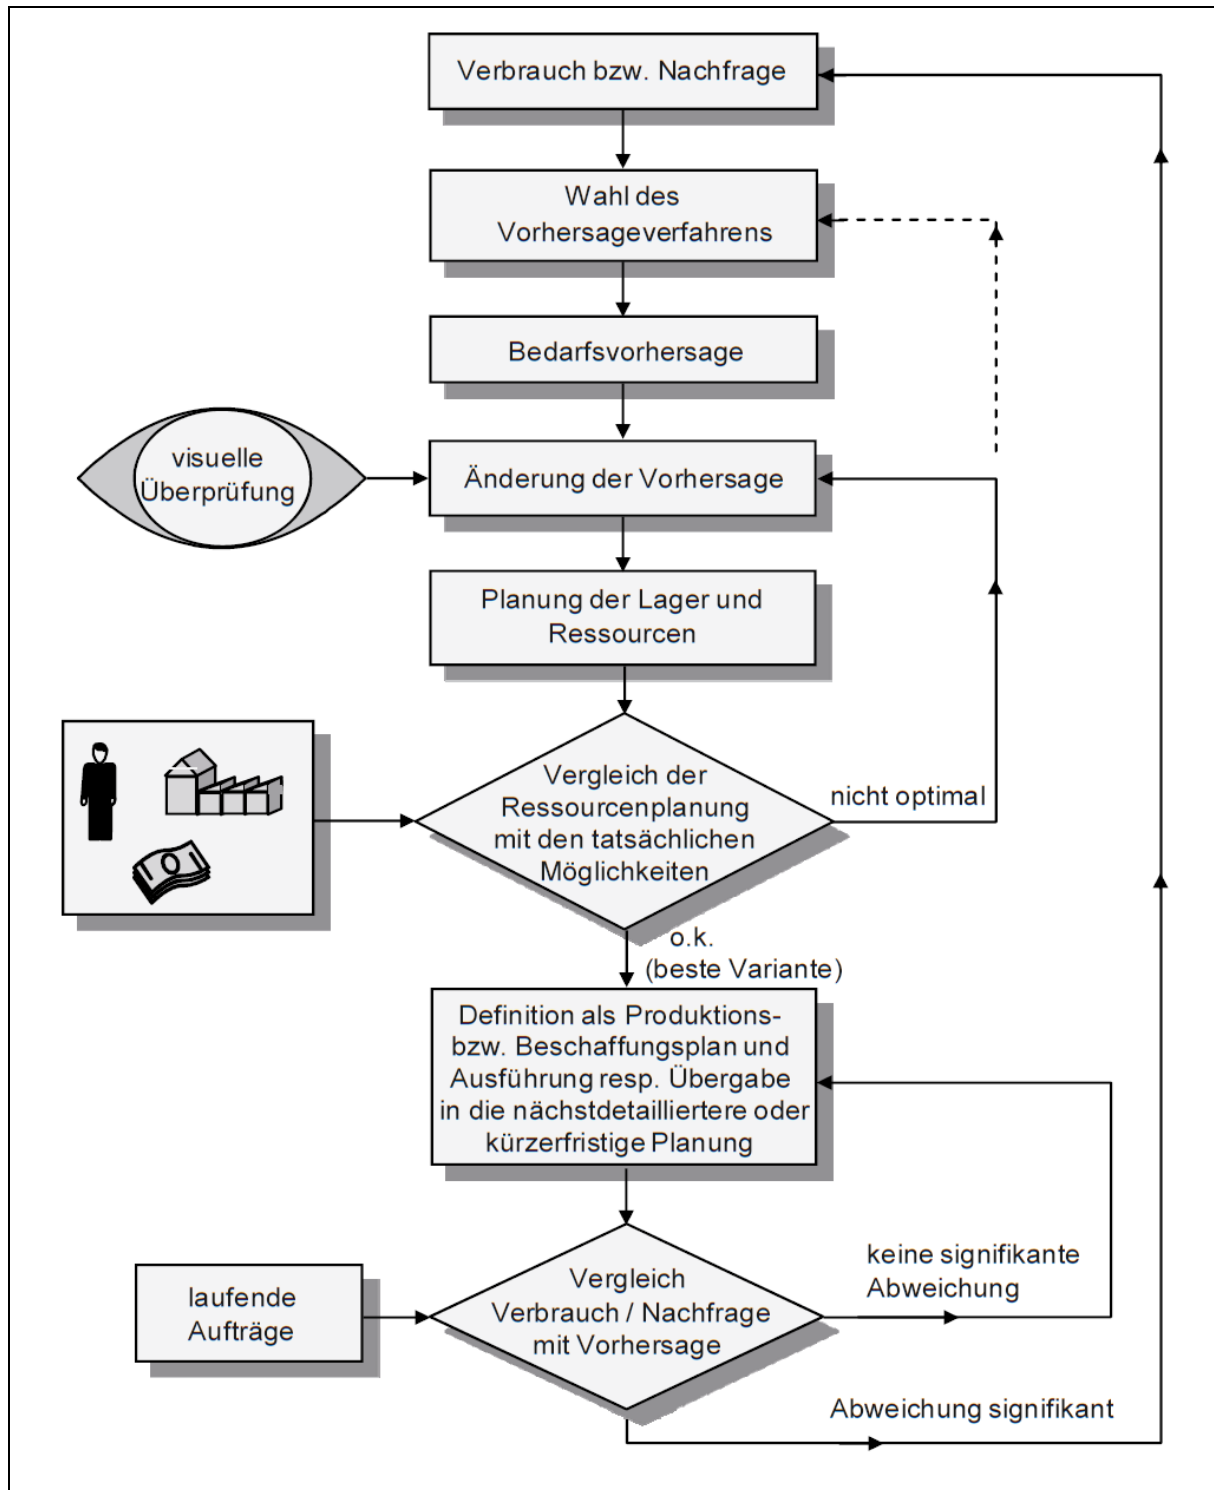 Verbrauch bzw. Nachfrage
Wahl des
Vorhersageverfahrens
Bedarfsvorhersage
visuelle
Überprüfung
Änderung der Vorhersage
Planung der Lager und
Ressourcen
Vergleich der
Ressourcenplanung
mit den tatsächlichen
Möglichkeiten
nicht optimal
o.k.
(beste Variante)
Definition als Produktions-
bzw. Beschaffungsplan und
Ausführung resp. Übergabe
in die nächstdetailliertere oder
kürzerfristige Planung
laufende
Aufträge
Vergleich
Verbrauch / Nachfrage
mit Vorhersage
keine signifikante
Abweichung
Abweichung signifikant